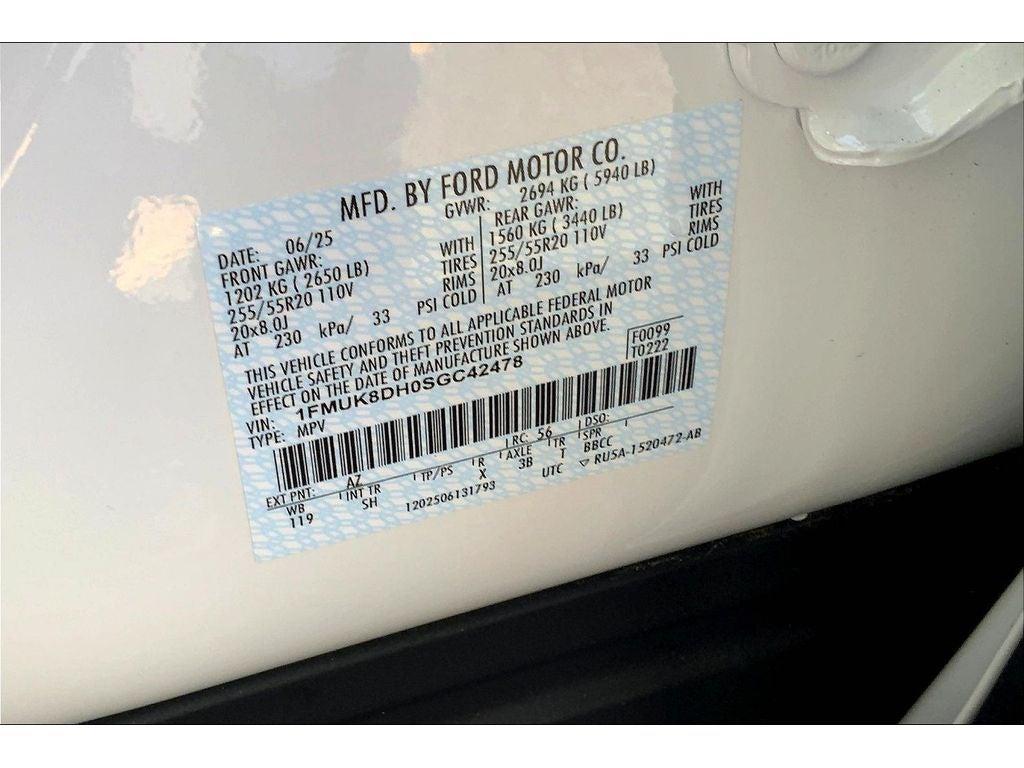 MFD. BY FORD MOTOR CO.
DATE: 06/25
GVWR: 2694 KG ( 5940 LB)
FRONT GAWR:
1202 KG ( 2650 LB) WITH
255/55R20 110V TIRES
20x8.0J RIMS
AT 230 kPa/ 33 PSI COLD
REAR GAWR:
1560 KG ( 3440 LB) WITH
255/55R20 110V TIRES
20x8.0J RIMS
AT 230 kPa/ 33 PSI COLD
THIS VEHICLE CONFORMS TO ALL APPLICABLE FEDERAL MOTOR
VEHICLE SAFETY AND THEFT PREVENTION STANDARDS IN
EFFECT ON THE DATE OF MANUFACTURE SHOWN ABOVE.
VIN: 1FMUK8DH0SGC42478
TYPE: MPV
F0099
T0222
EXT PNT: AZ RC: 56 DSO:
WB INT TR TP/PS R AXLE TR SPR
119 SH X 3B T BBCC
1202506131793 UTC ▽ RU5A-1520472-AB